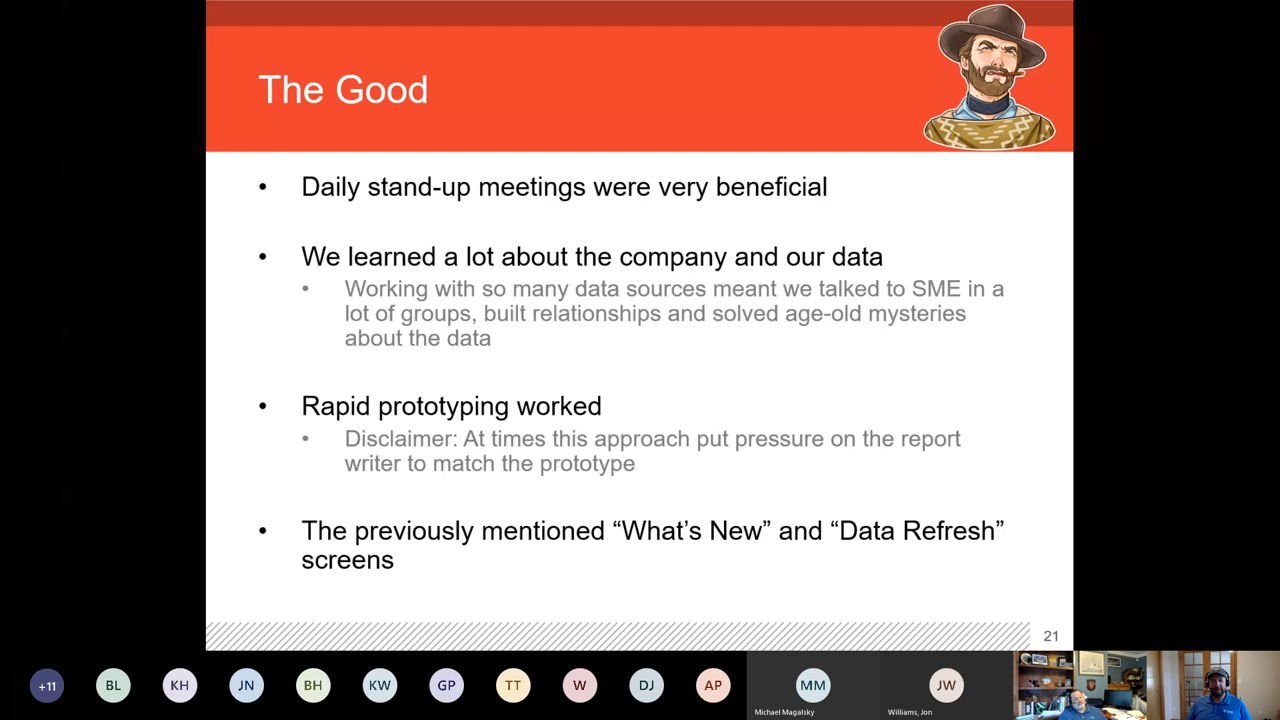 The Good
• Daily stand-up meetings were very beneficial
• We learned a lot about the company and our data
• Working with so many data sources meant we talked to SME in a
lot of groups, built relationships and solved age-old mysteries
about the data
• Rapid prototyping worked
• Disclaimer: At times this approach put pressure on the report
writer to match the prototype
• The previously mentioned “What’s New” and “Data Refresh”
screens
21
+11 BL KH JN BH KW GP TT W DJ AP MM JW
Michael Magalsky Williams, Jon